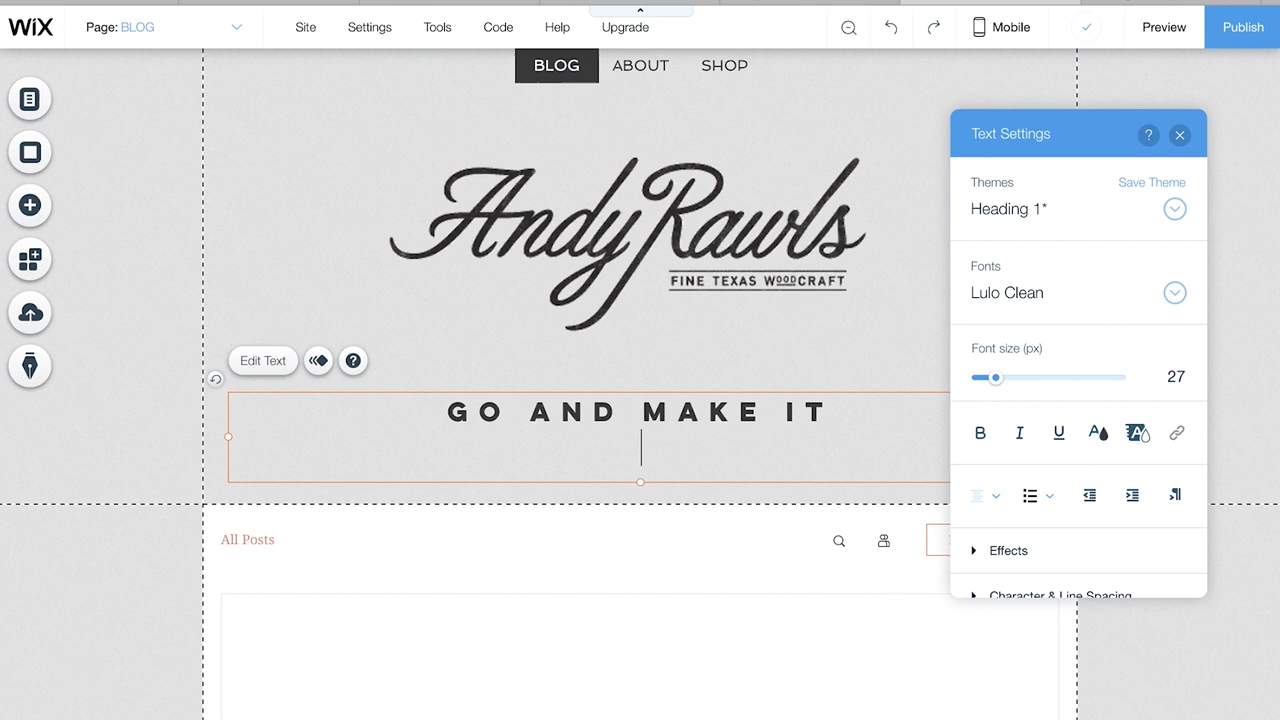 WiX
Page: BLOG
Site
Settings
Tools
Code
Help
Upgrade
Mobile
Preview
Publish
BLOG
ABOUT
SHOP
Text Settings
?
Themes
Save Theme
Heading 1*
Andy Rawls
FINE TEXAS WOODCRAFT
Fonts
Lulo Clean
Font size (px)
27
Edit Text
?
GO AND MAKE IT
B I U A A
All Posts
Effects
Character & Line Spacing